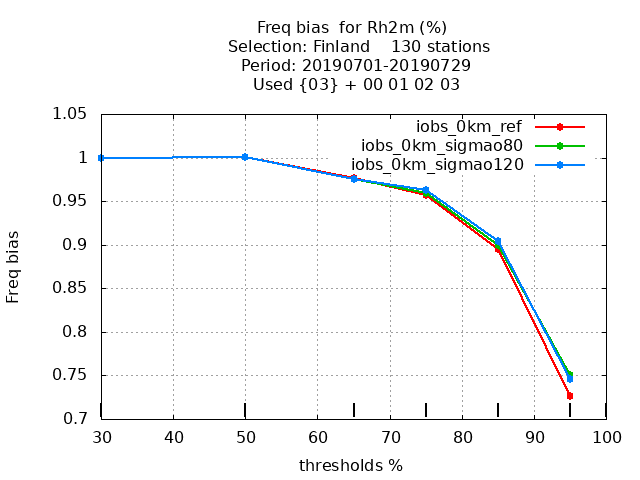 Freq bias  for Rh2m (%)
Selection: Finland    130 stations
Period: 20190701-20190729
Used {03} + 00 01 02 03
iobs_0km_ref
iobs_0km_sigmao80
iobs_0km_sigmao120
1.05
1
0.95
0.9
0.85
0.8
0.75
0.7
Freq bias
30 40 50 60 70 80 90 100
thresholds %